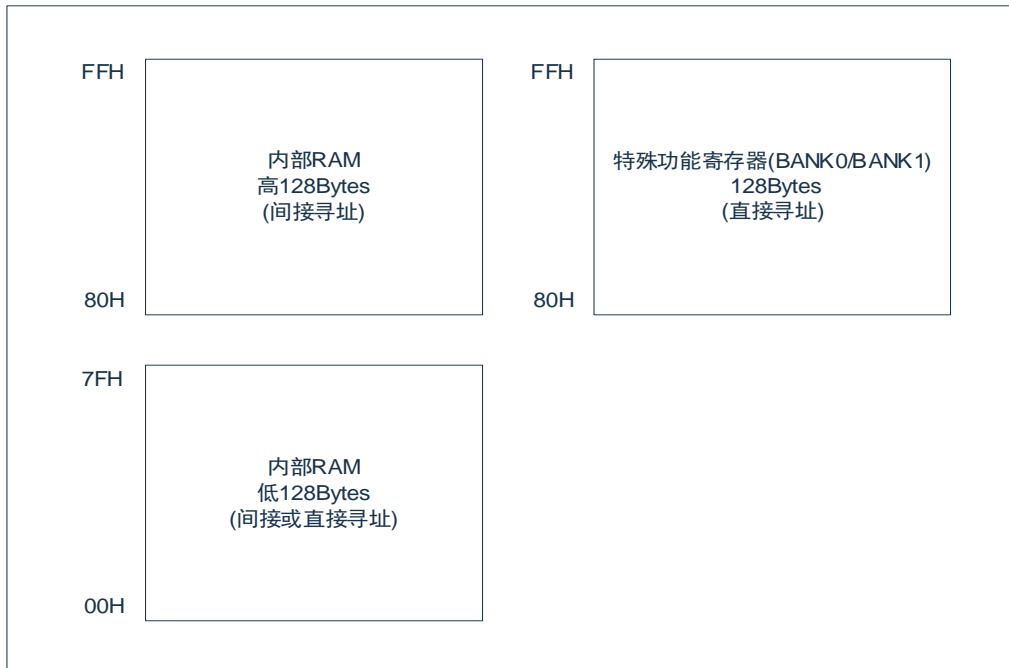 FFH
内部RAM
高128Bytes
(间接寻址)
80H
FFH
特殊功能寄存器(BANK0/BANK1)
128Bytes
(直接寻址)
80H
7FH
内部RAM
低128Bytes
(间接或直接寻址)
00H